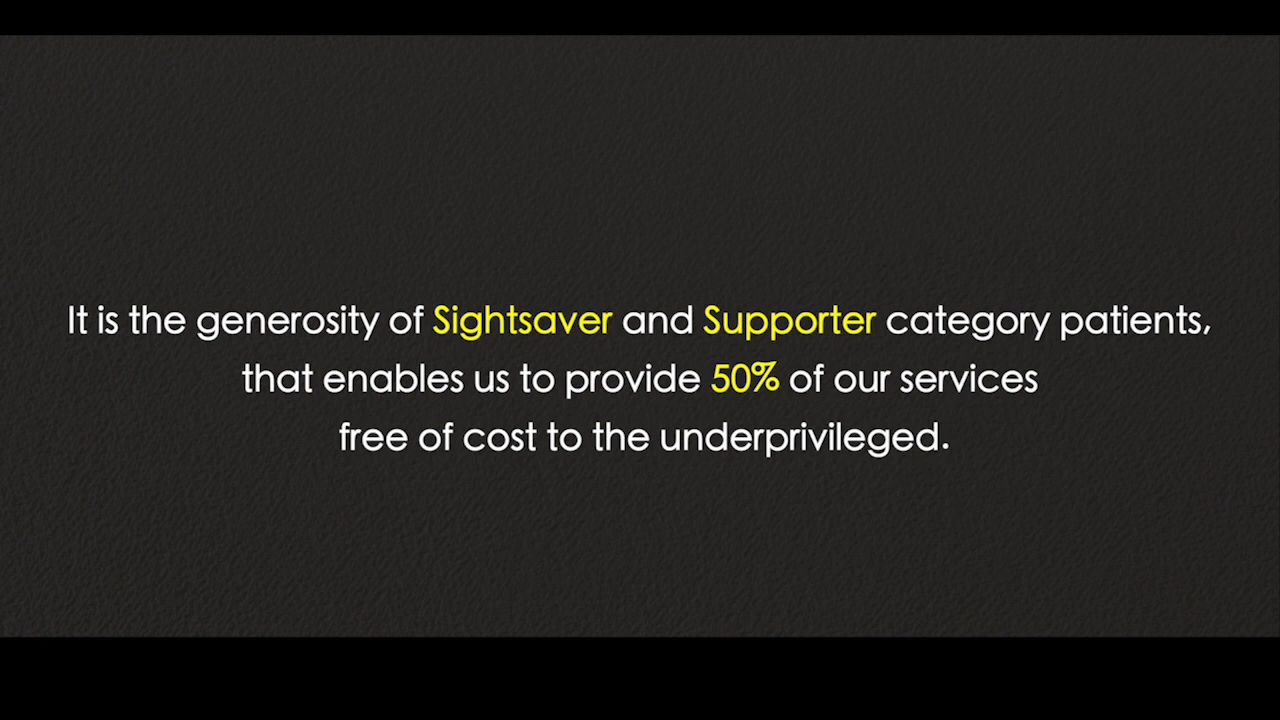 It is the generosity of Sightsaver and Supporter category patients,
that enables us to provide 50% of our services
free of cost to the underprivileged.